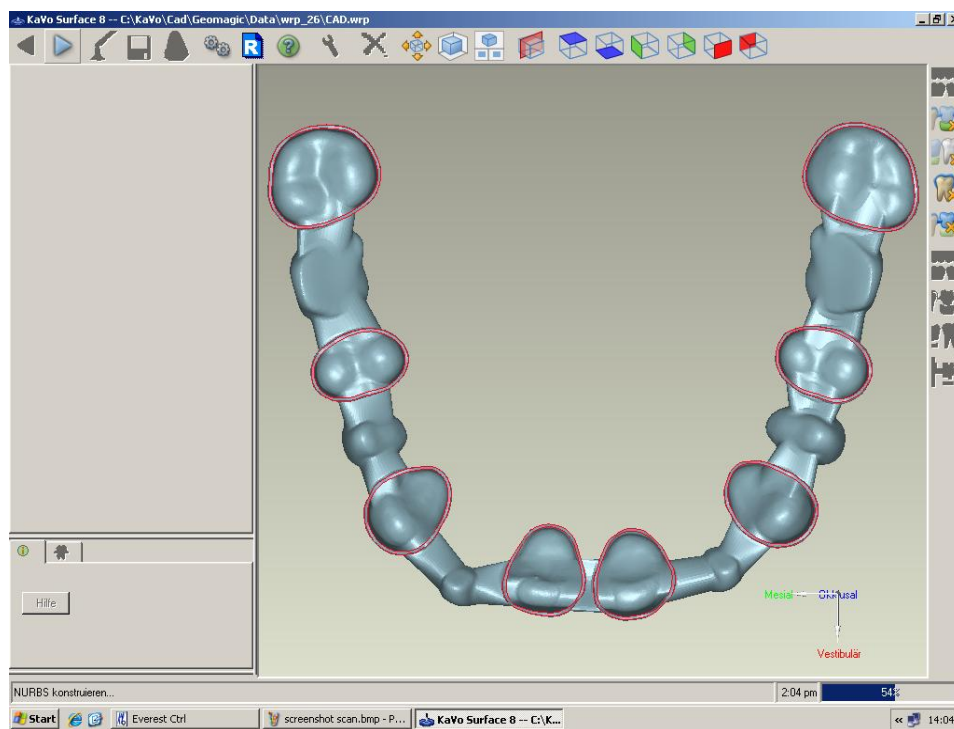 KaVo Surface 8 -- C:\KaVo\Cad\Geomagic\Data\wrp_26\CAD.wrp
R
Hilfe
Mesial
Okklusal
Vestibulär
NURBS konstruieren...
2:04 pm
54%
Start
Everest Ctrl
screenshot scan.bmp - P...
KaVo Surface 8 -- C:\K...
14:04